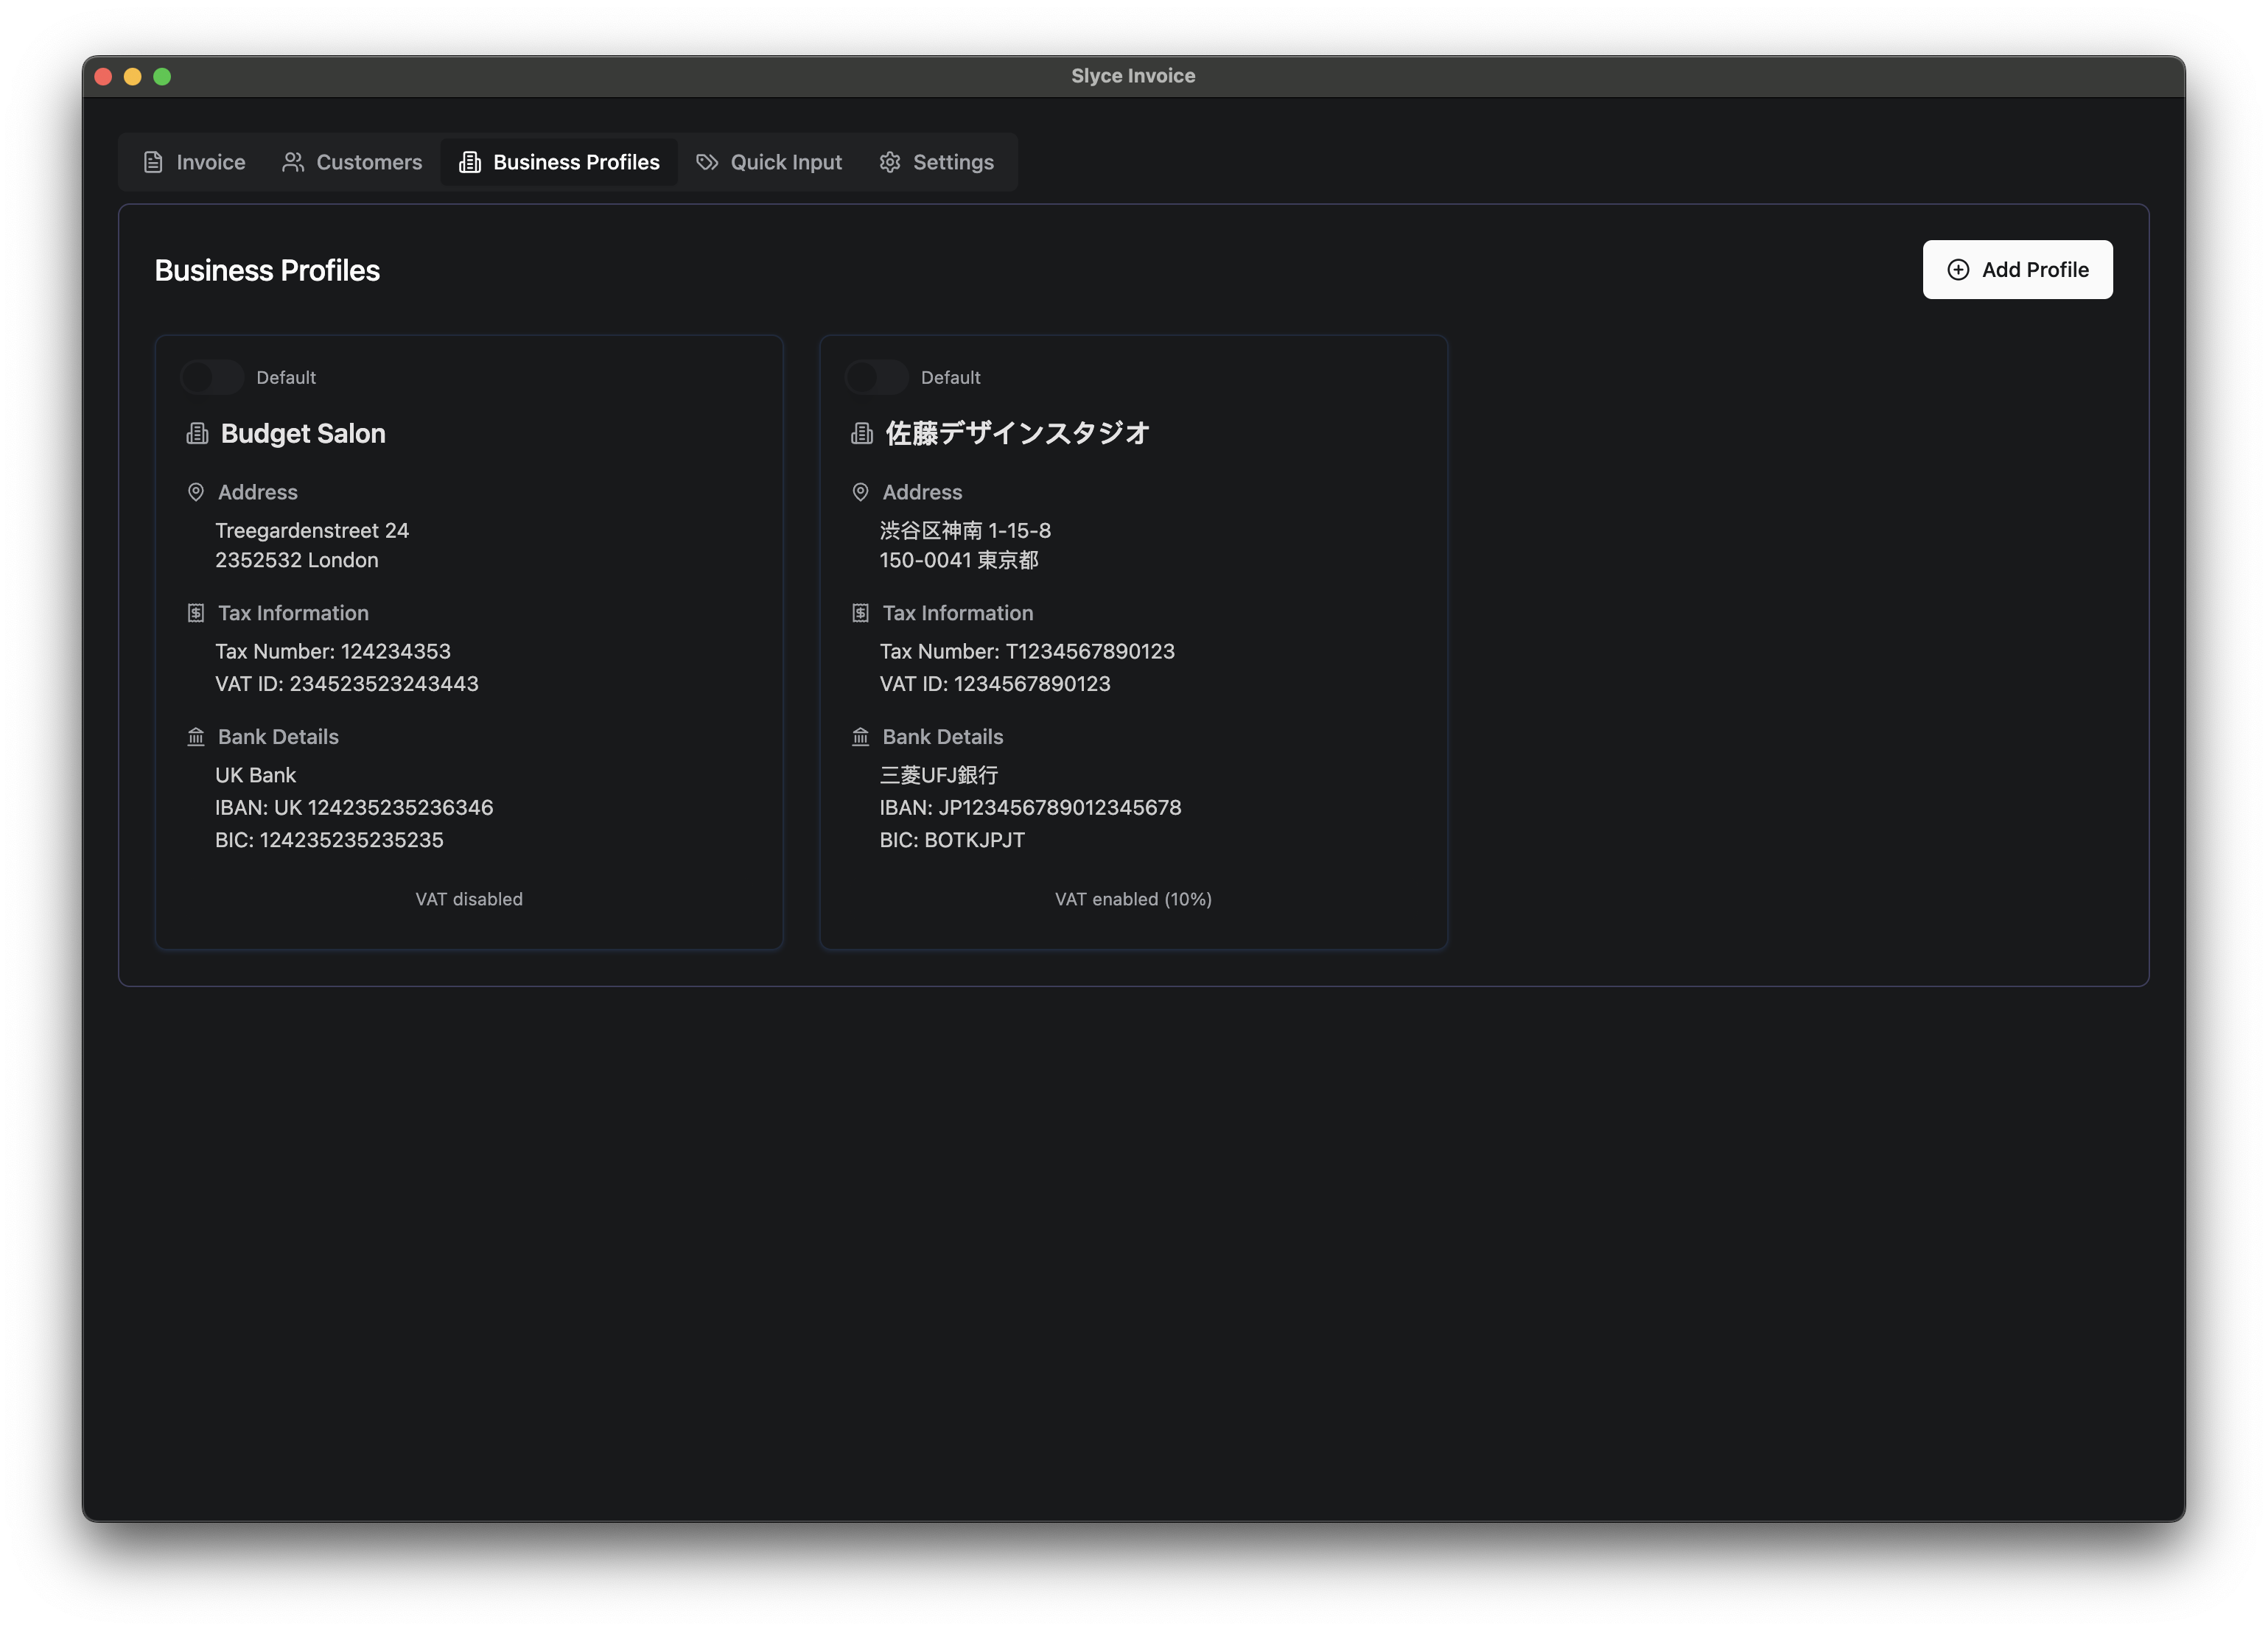 Slyce Invoice
Invoice
Customers
Business Profiles
Quick Input
Settings
Business Profiles
Add Profile
Default
Budget Salon
Address
Treegardenstreet 24
2352532 London
Tax Information
Tax Number: 124234353
VAT ID: 234523523243443
Bank Details
UK Bank
IBAN: UK 124235235236346
BIC: 124235235235235
VAT disabled
Default
佐藤デザインスタジオ
Address
渋谷区神南 1-15-8
150-0041 東京都
Tax Information
Tax Number: T1234567890123
VAT ID: 1234567890123
Bank Details
三菱UFJ銀行
IBAN: JP123456789012345678
BIC: BOTKJPJT
VAT enabled (10%)